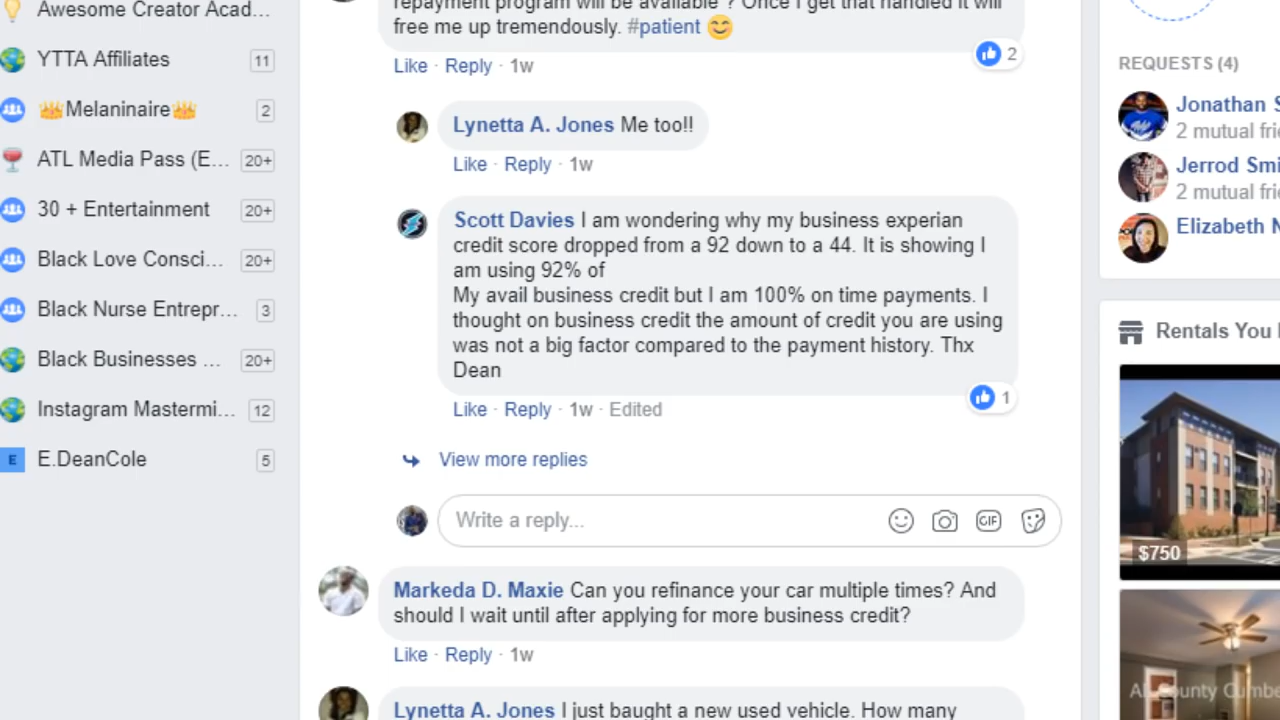 Awesome Creator Acad...
YTTA Affiliates 11
👑Melaninaire👑 2
ATL Media Pass (E... 20+
30 + Entertainment 20+
Black Love Consci... 20+
Black Nurse Entrepr... 3
Black Businesses ... 20+
Instagram Mastermi... 12
E E.DeanCole 5
repayment program will be available ? Once I get that handled it will
free me up tremendously. #patient 😊
2
Like · Reply · 1w
Lynetta A. Jones Me too!!
Like · Reply · 1w
Scott Davies I am wondering why my business experian
credit score dropped from a 92 down to a 44. It is showing I
am using 92% of
My avail business credit but I am 100% on time payments. I
thought on business credit the amount of credit you are using
was not a big factor compared to the payment history. Thx
Dean
1
Like · Reply · 1w · Edited
View more replies
Write a reply...
GIF
Markeda D. Maxie Can you refinance your car multiple times? And
should I wait until after applying for more business credit?
Like · Reply · 1w
Lynetta A. Jones I just baught a new used vehicle. How many
REQUESTS (4)
Jonathan S
2 mutual frie
Jerrod Smi
2 mutual frie
Elizabeth N
Rentals You
$750
County Cumbe